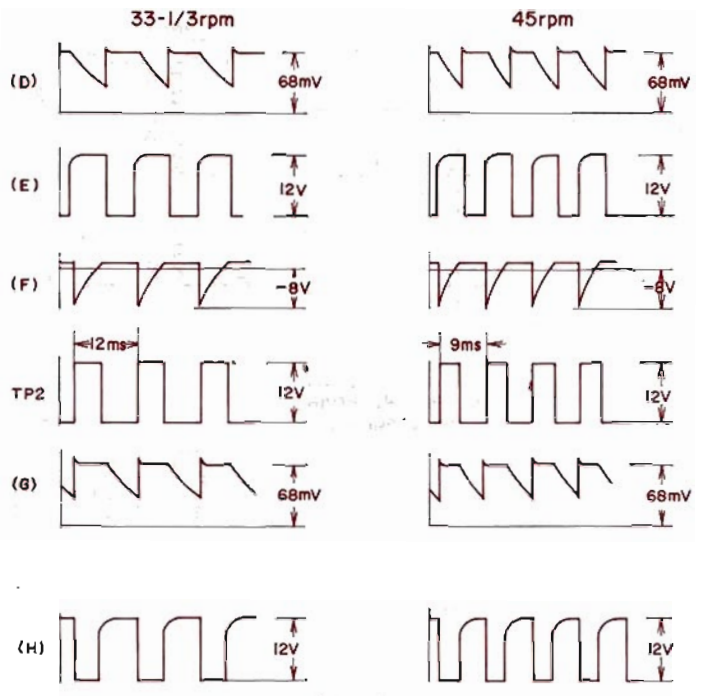 33-1/3rpm 45rpm
(D) 68mV 68mV
(E) 12V 12V
(F) -8V -8V
12ms 9ms
TP2 12V 12V
(G) 68mV 68mV
(H) 12V 12V